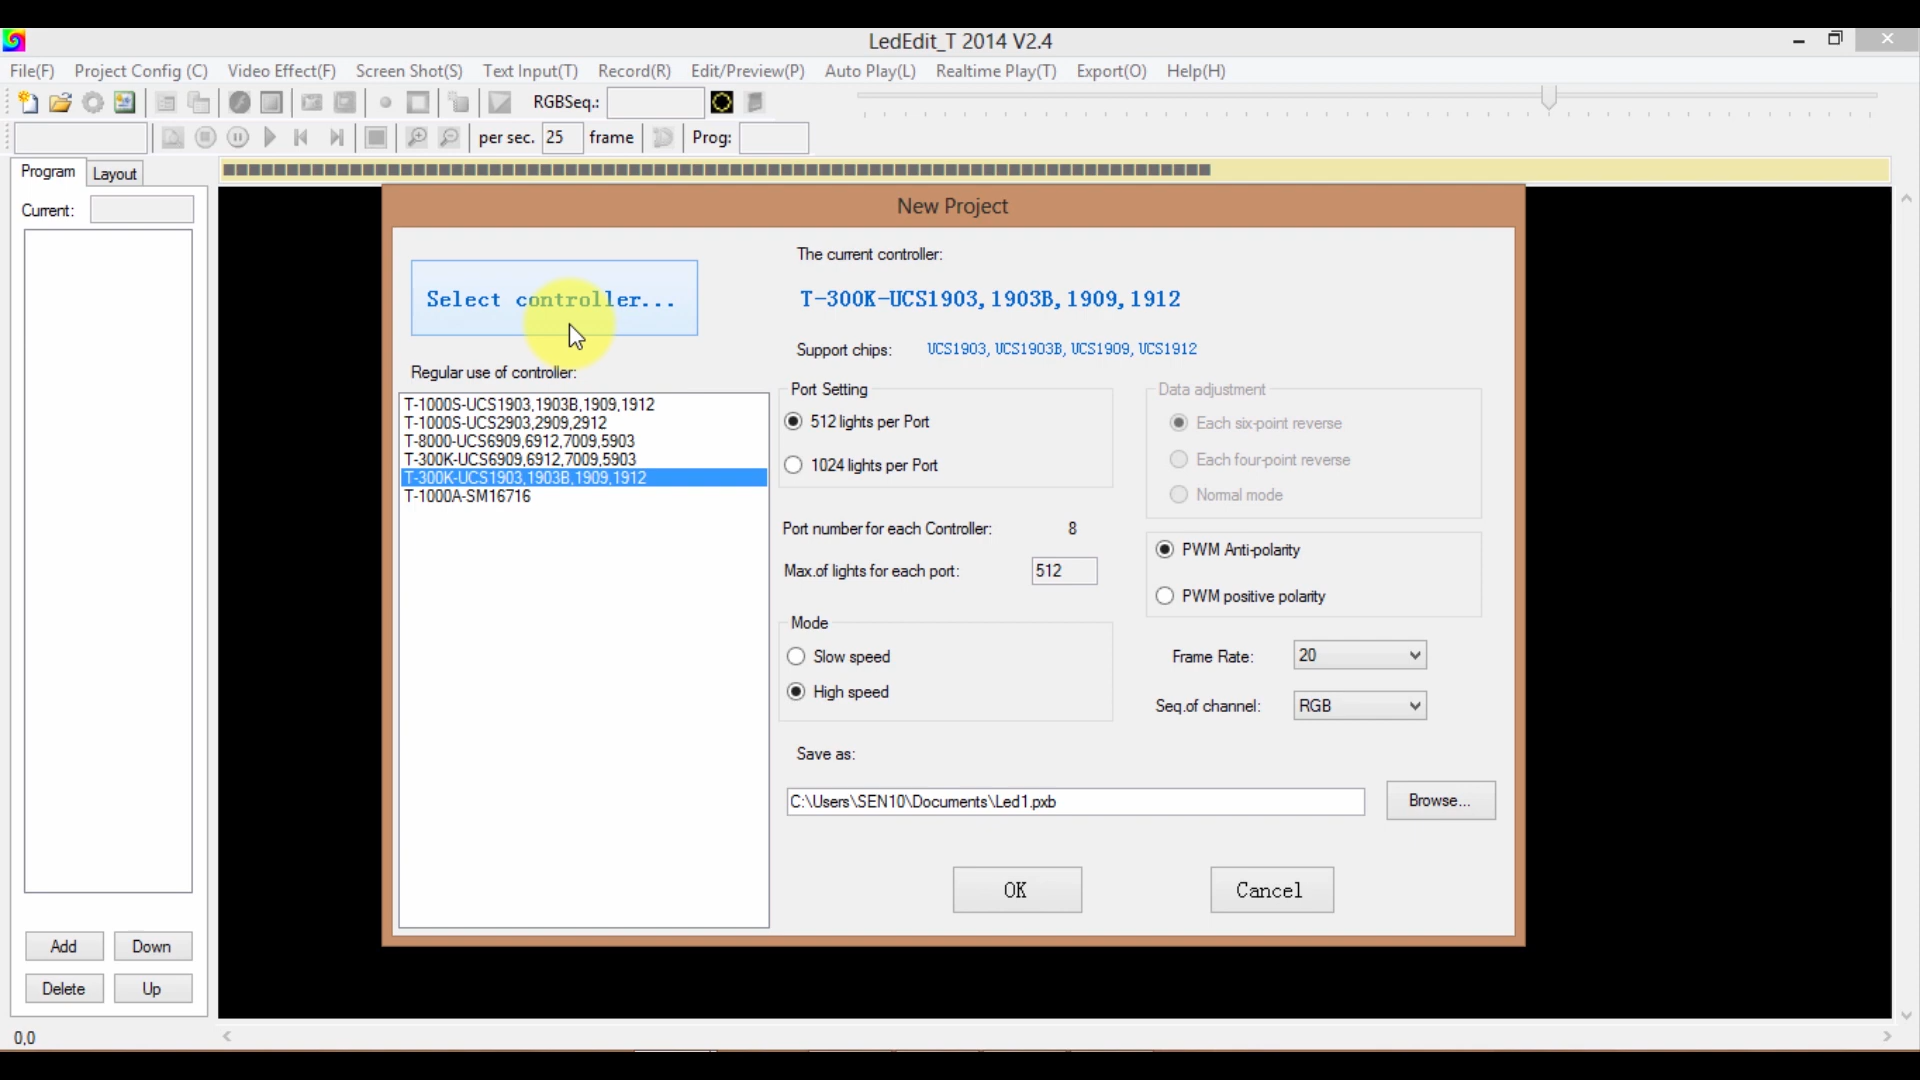 LedEdit_T 2014 V2.4
File(F) Project Config (C) Video Effect(F) Screen Shot(S) Text Input(T) Record(R) Edit/Preview(P) Auto Play(L) Realtime Play(T) Export(O) Help(H)
RGBSeq.:
per sec. 25 frame Prog:
Program Layout
Current:
New Project
Select controller...
The current controller:
T-300K-UCS1903,1903B,1909,1912
Support chips: UCS1903,UCS1903B,UCS1909,UCS1912
Regular use of controller:
T-1000S-UCS1903,1903B,1909,1912
T-1000S-UCS2903,2909,2912
T-8000-UCS6909,6912,7009,5903
T-300K-UCS6909,6912,7009,5903
T-300K-UCS1903,1903B,1909,1912
T-1000A-SM16716
Port Setting
512 lights per Port
1024 lights per Port
Data adjustment
Each six-point reverse
Each four-point reverse
Normal mode
Port number for each Controller: 8
Max.of lights for each port: 512
PWM Anti-polarity
PWM positive polarity
Mode
Slow speed
High speed
Frame Rate: 20
Seq.of channel: RGB
Save as:
C:\Users\SEN10\Documents\Led1.pxb
Browse...
OK Cancel
Add Down
Delete Up
0,0